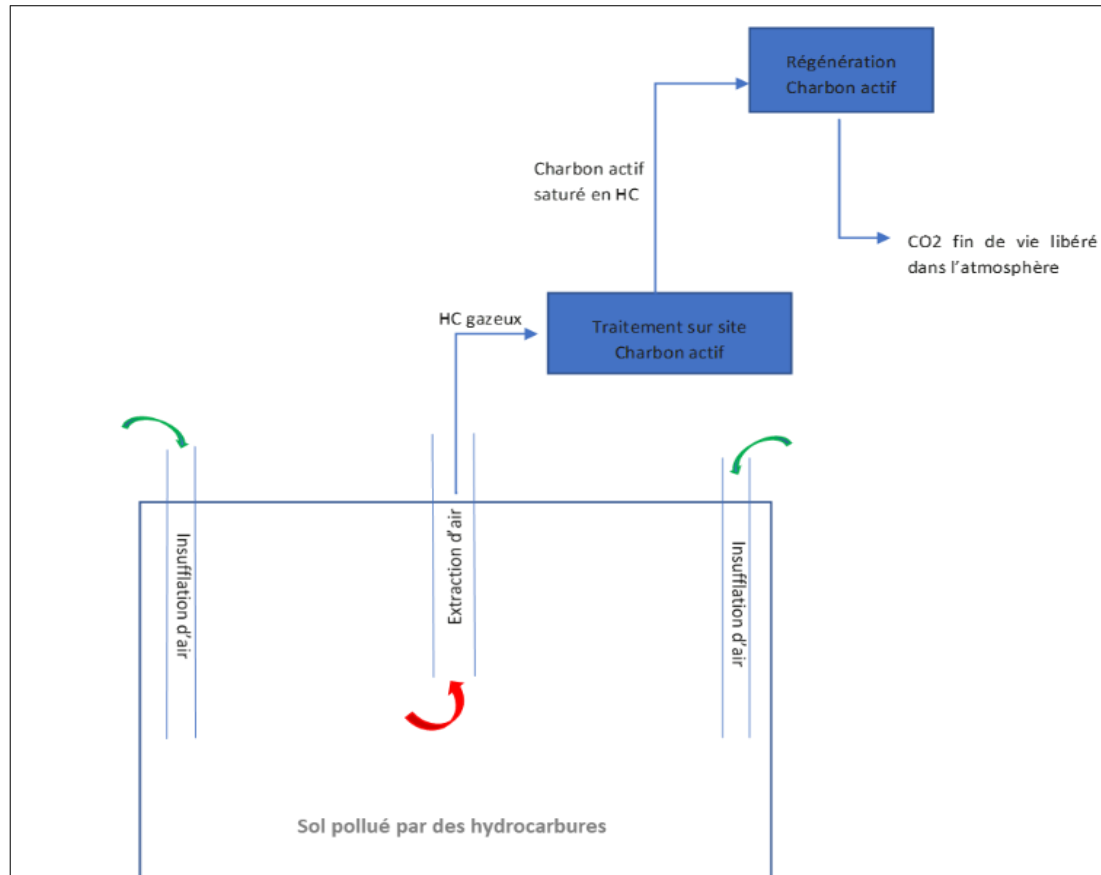 Régénération
Charbon actif
Charbon actif
saturé en HC
CO2 fin de vie libéré
dans l'atmosphère
HC gazeux
Traitement sur site
Charbon actif
Insufflation d'air
Extraction d'air
Insufflation d'air
Sol pollué par des hydrocarbures